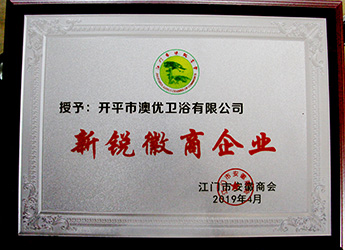 授予：开平市澳优卫浴有限公司
新锐徽商企业
江门市安徽商会
2019年4月